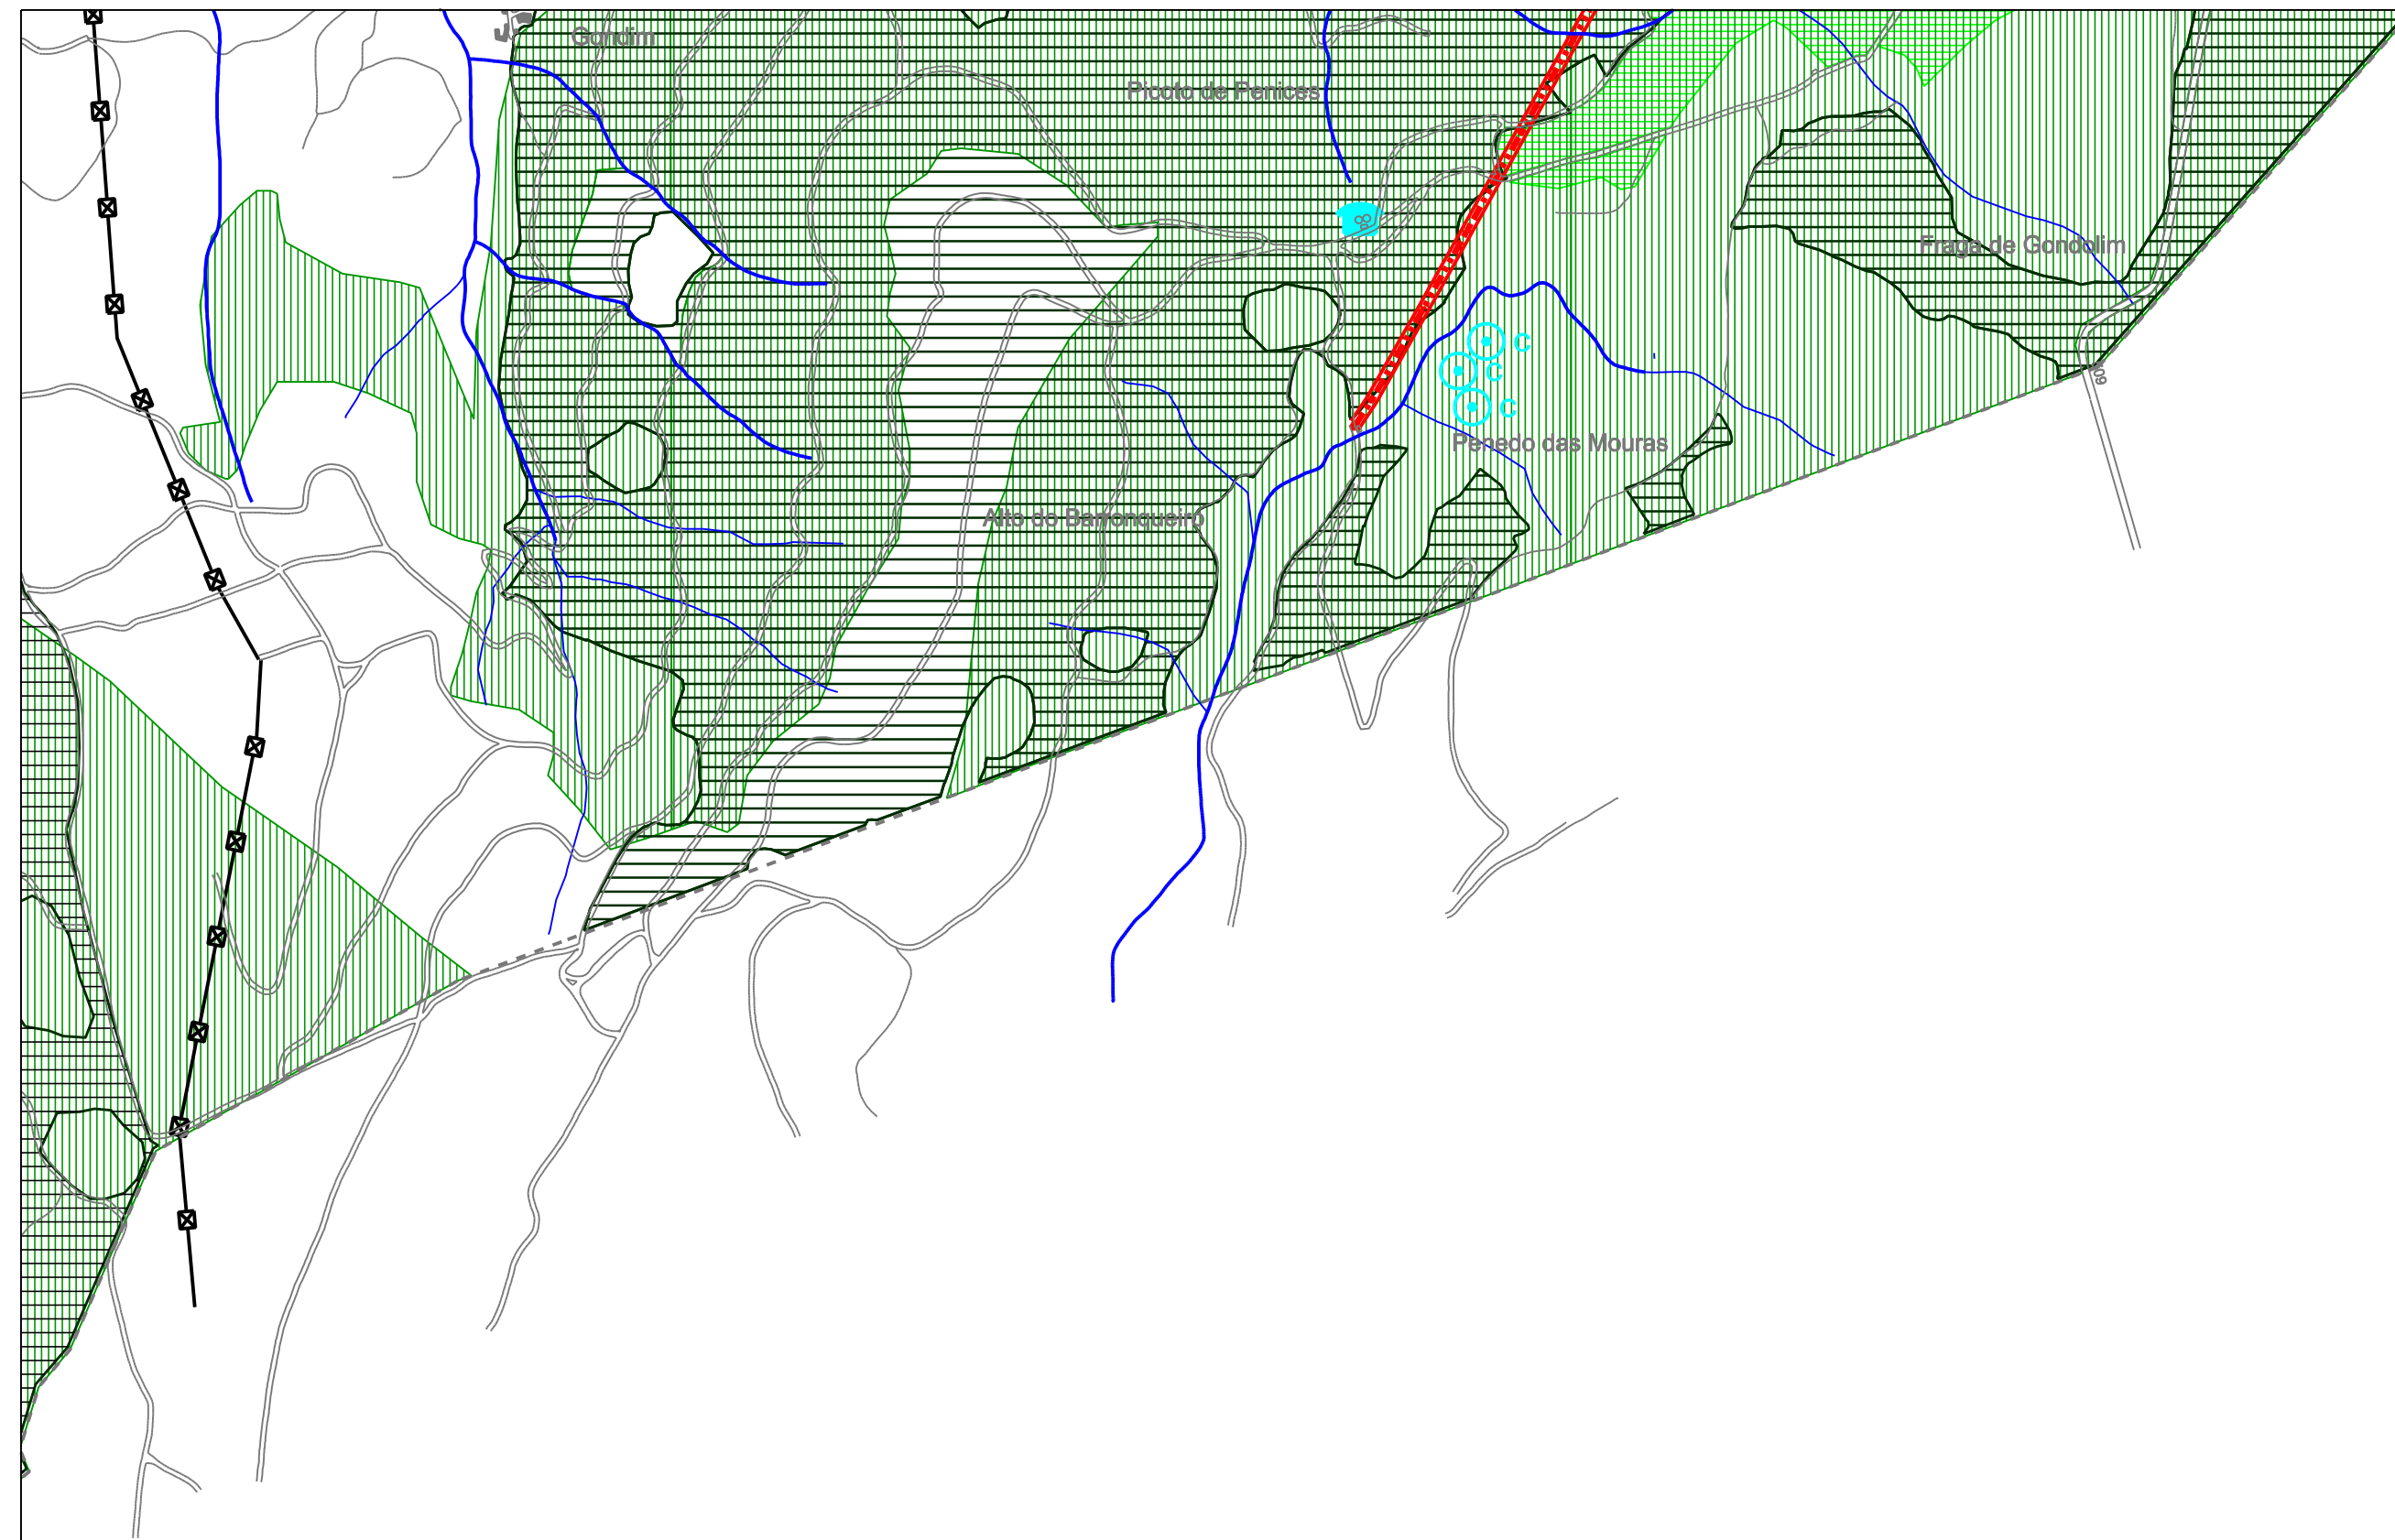 Gondim
Picoto de Penices
Fraga de Gondolim
C
C
C
Penedo das Mouras
Alto do Barronqueiro